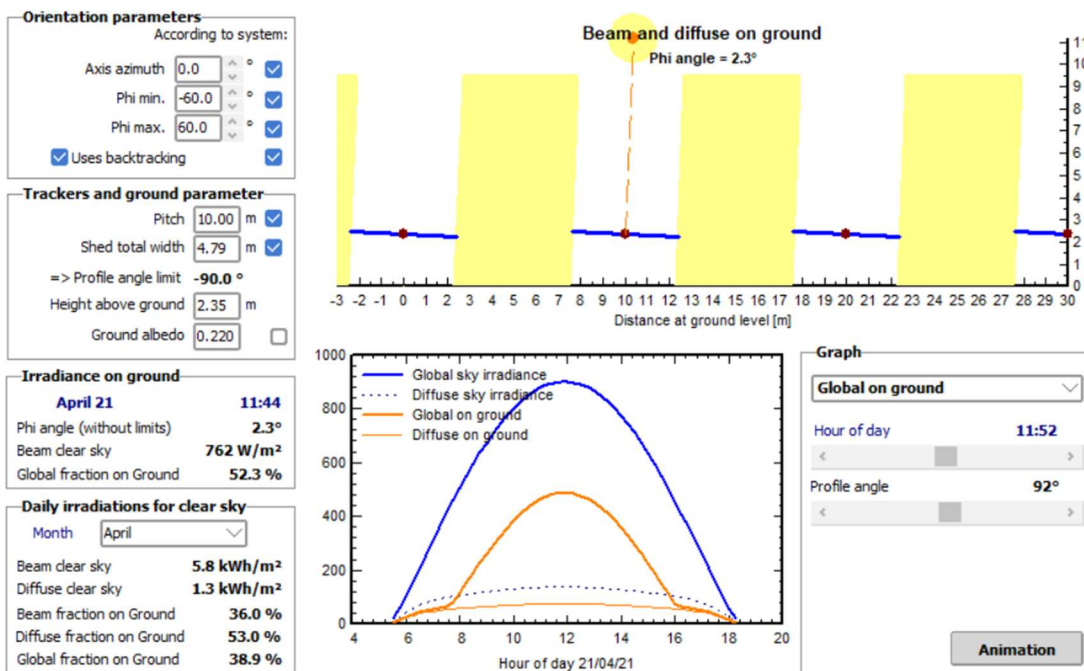 Orientation parameters
According to system:
Axis azimuth 0.0 °
Phi min. -60.0 °
Phi max. 60.0 °
Uses backtracking
Trackers and ground parameter
Pitch 10.00 m
Shed total width 4.79 m
=> Profile angle limit -90.0 °
Height above ground 2.35 m
Ground albedo 0.220
Irradiance on ground
April 21 11:44
Phi angle (without limits) 2.3°
Beam clear sky 762 W/m²
Global fraction on Ground 52.3 %
Daily irradiations for clear sky
Month April
Beam clear sky 5.8 kWh/m²
Diffuse clear sky 1.3 kWh/m²
Beam fraction on Ground 36.0 %
Diffuse fraction on Ground 53.0 %
Global fraction on Ground 38.9 %
Beam and diffuse on ground
Phi angle = 2.3°
11
10
9
8
7
6
5
4
3
2
1
0
-3 -2 -1 0 1 2 3 4 5 6 7 8 9 10 11 12 13 14 15 16 17 18 19 20 21 22 23 24 25 26 27 28 29 30
Distance at ground level [m]
1000
800
600
400
200
0
Global sky irradiance
Diffuse sky irradiance
Global on ground
Diffuse on ground
4 6 8 10 12 14 16 18 20
Hour of day 21/04/21
Graph
Global on ground
Hour of day 11:52
< >
Profile angle 92°
< >
Animation